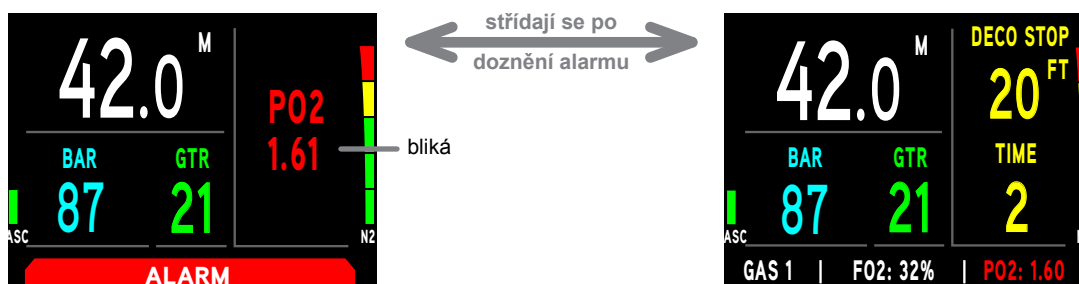 42.0 M
PO2
1.61
BAR GTR
87 21
ASC N2
ALARM
bliká
střídají se po
doznění alarmu
42.0 M
DECO STOP
20 FT
BAR GTR TIME
87 21 2
ASC
GAS 1 | FO2: 32% | PO2: 1.60